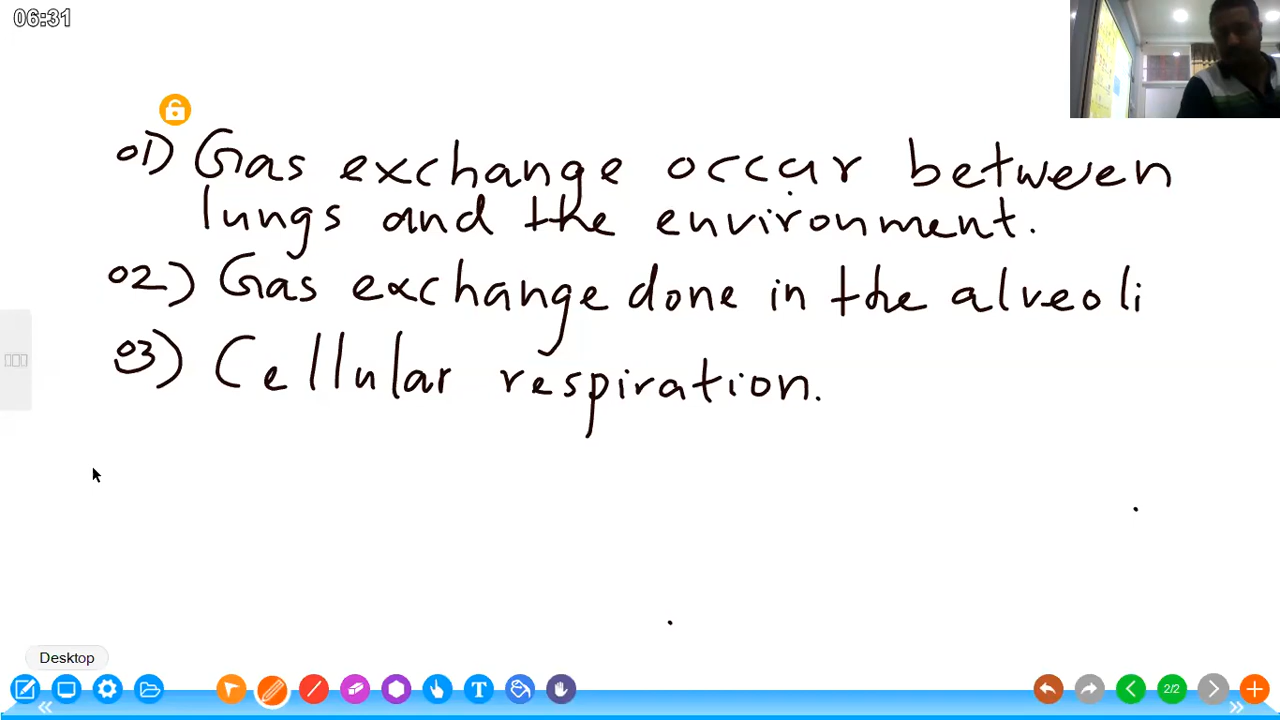 06:31
01) Gas exchange occur between
lungs and the environment.
02) Gas exchange done in the alveoli
03) Cellular respiration.
Desktop
T
2/2